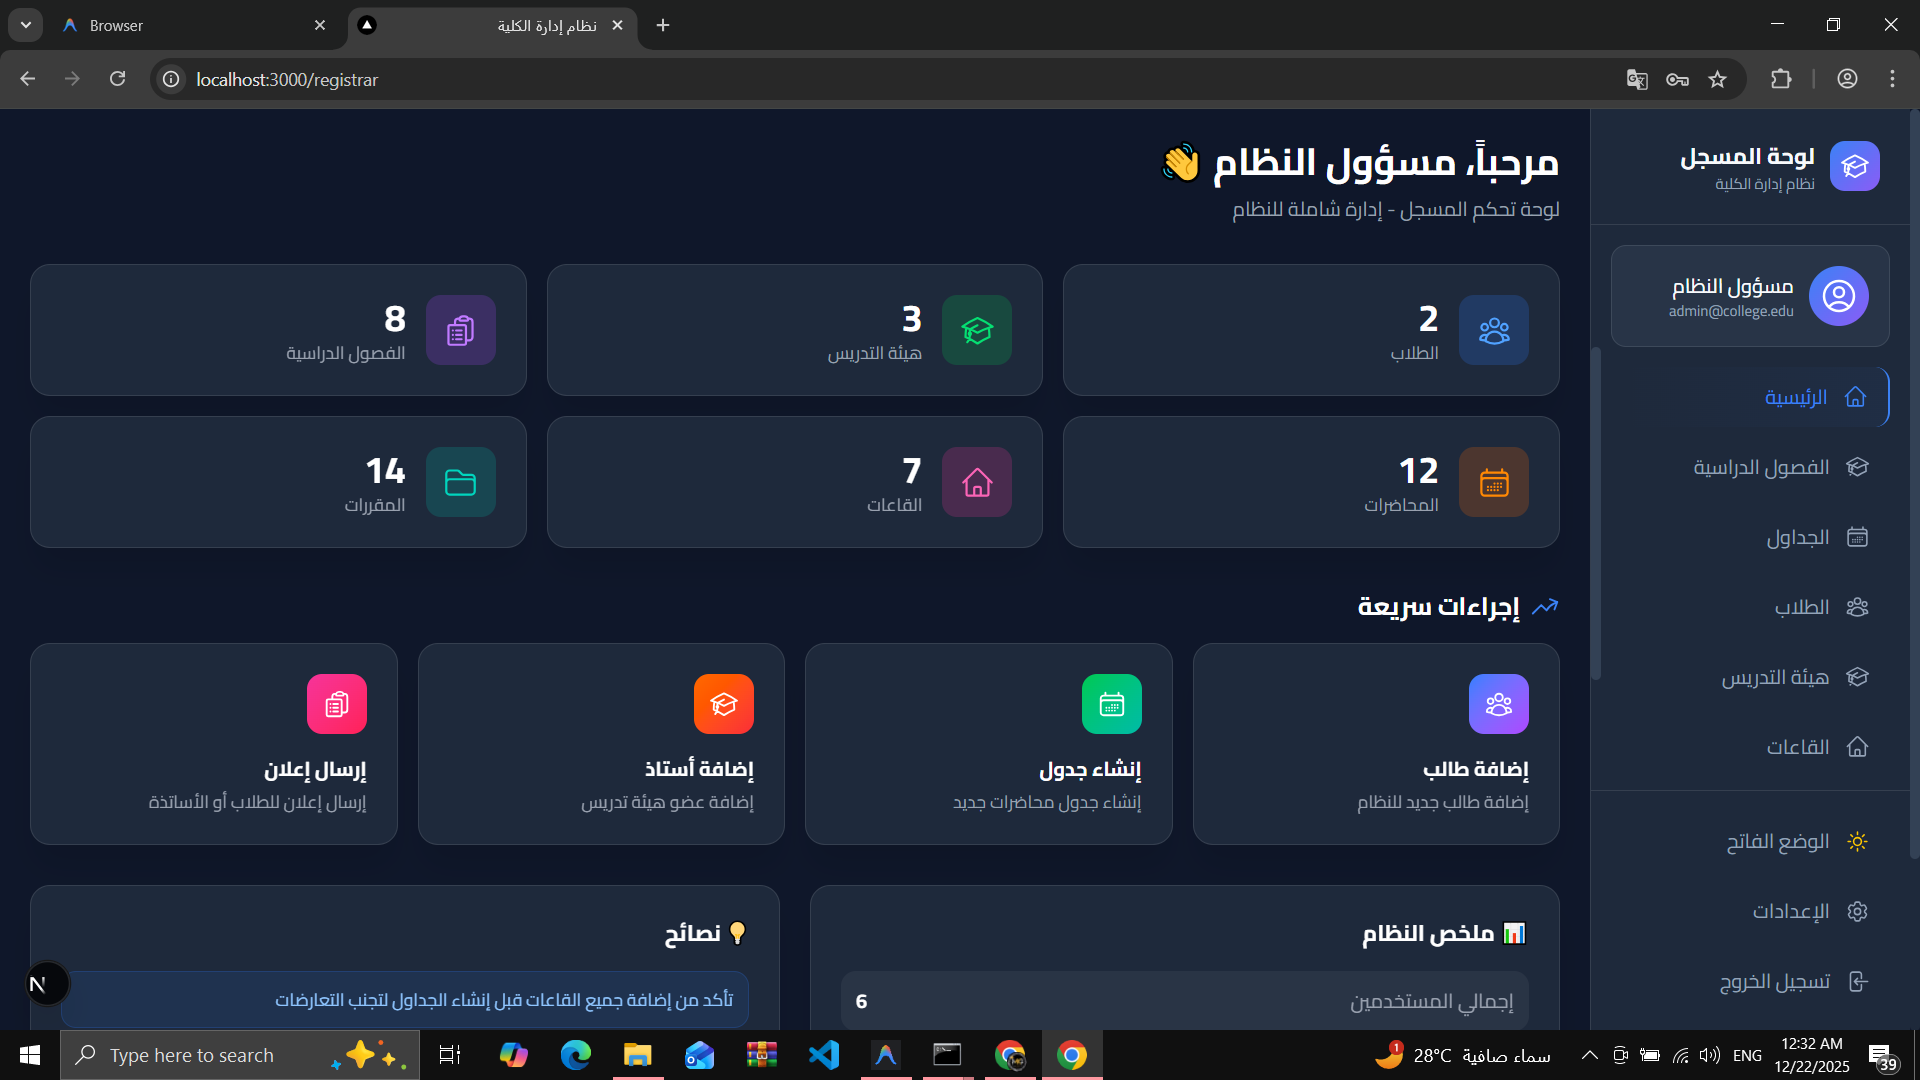 Browser
نظام إدارة الكلية
localhost:3000/registrar
لوحة المسجل
نظام إدارة الكلية
مسؤول النظام
admin@college.edu
الرئيسية
الفصول الدراسية
الجداول
الطلاب
هيئة التدريس
القاعات
الوضع الفاتح
الإعدادات
تسجيل الخروج
مرحباً، مسؤول النظام 👋
لوحة تحكم المسجل - إدارة شاملة للنظام
2
الطلاب
3
هيئة التدريس
8
الفصول الدراسية
12
المحاضرات
7
القاعات
14
المقررات
إجراءات سريعة
إضافة طالب
إضافة طالب جديد للنظام
إنشاء جدول
إنشاء جدول محاضرات جديد
إضافة أستاذ
إضافة عضو هيئة تدريس
إرسال إعلان
إرسال إعلان للطلاب أو الأساتذة
📊 ملخص النظام
إجمالي المستخدمين
6
💡 نصائح
تأكد من إضافة جميع القاعات قبل إنشاء الجداول لتجنب التعارضات
N
Type here to search
1
28°C سماء صافية
ENG
12:32 AM
12/22/2025
39